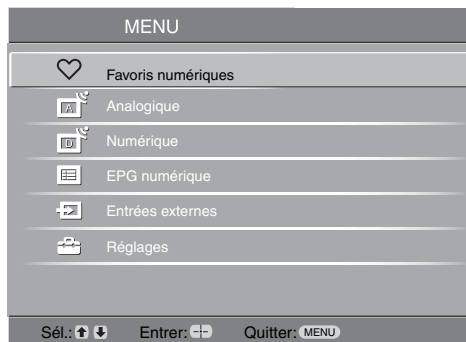 MENU
Favoris numériques
A Analogique
D Numérique
EPG numérique
Entrées externes
Réglages
Sél.: Entrer: Quitter: MENU